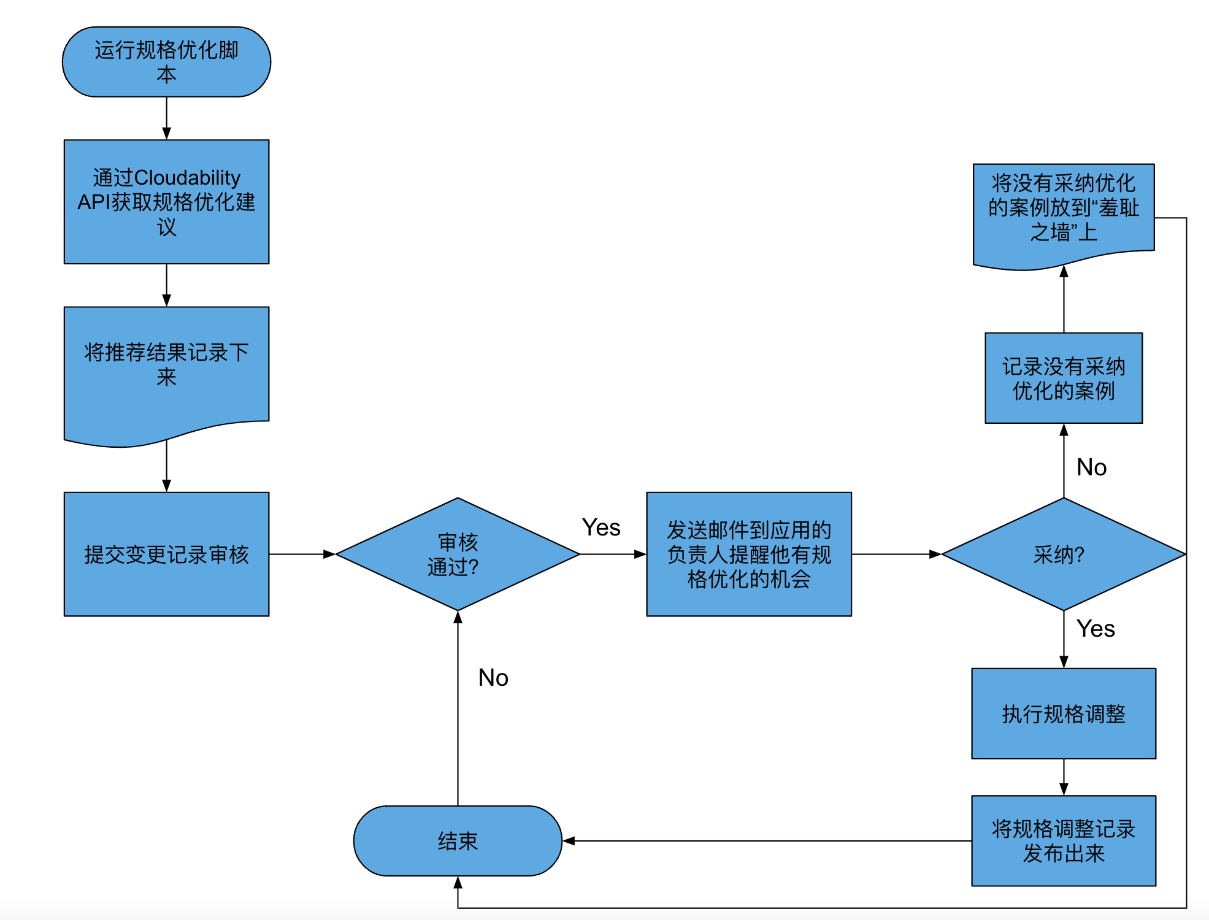 运行规格优化脚
本
通过Cloudability
API获取规格优化建
议
将推荐结果记录下
来
提交变更记录审核
审核
通过?
Yes
发送邮件到应用的
负责人提醒他有规
格优化的机会
采纳?
No
记录没有采纳
优化的案例
将没有采纳优化
的案例放到“羞耻
之墙”上
Yes
执行规格调整
将规格调整记录
发布出来
No
结束